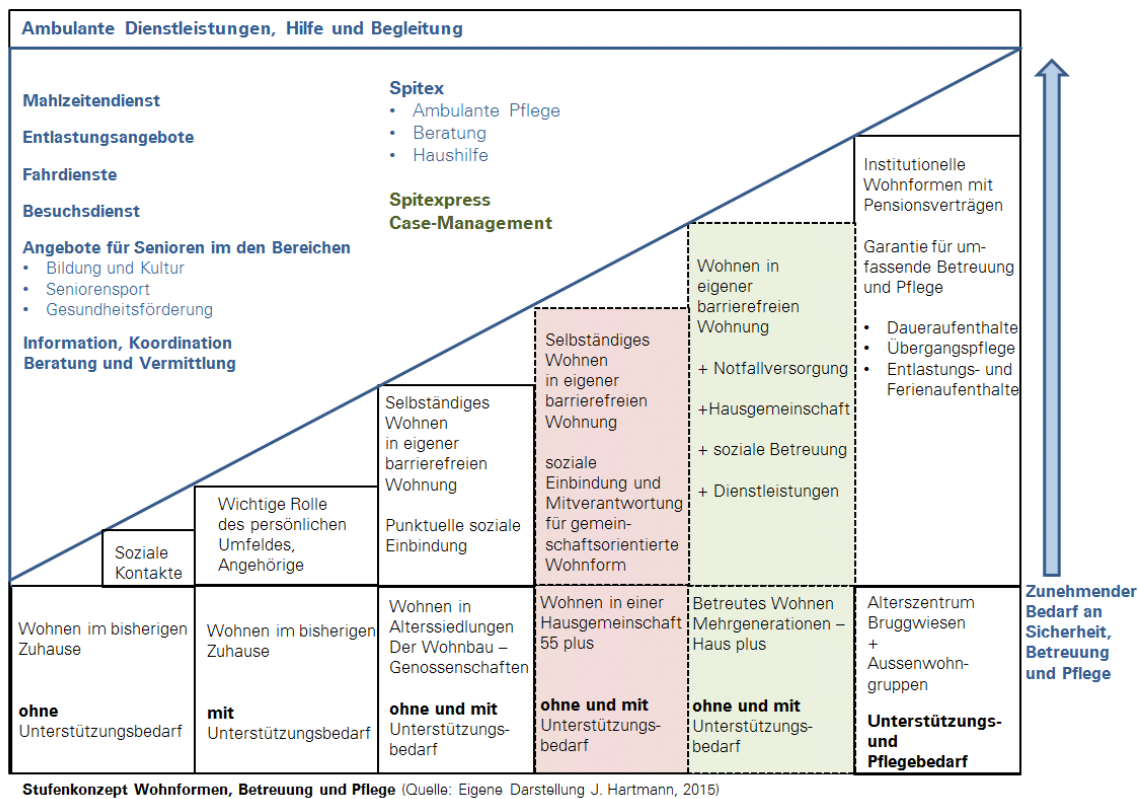 Ambulante Dienstleistungen, Hilfe und Begleitung
Mahlzeitendienst
Entlastungsangebote
Fahrdienste
Besuchsdienst
Angebote für Senioren im den Bereichen
• Bildung und Kultur
• Seniorensport
• Gesundheitsförderung
Information, Koordination
Beratung und Vermittlung
Spitex
• Ambulante Pflege
• Beratung
• Haushilfe
Spitexpress
Case-Management
Soziale
Kontakte
Wichtige Rolle
des persönlichen
Umfeldes,
Angehörige
Selbständiges
Wohnen
in eigener
barrierefreien
Wohnung
Punktuelle soziale
Einbindung
Selbständiges
Wohnen
in eigener
barrierefreien
Wohnung
soziale
Einbindung und
Mitverantwortung
für gemein-
schaftsorientierte
Wohnform
Wohnen in
eigener
barrierefreien
Wohnung
+ Notfallversorgung
+Hausgemeinschaft
+ soziale Betreuung
+ Dienstleistungen
Institutionelle
Wohnformen mit
Pensionsverträgen
Garantie für um-
fassende Betreuung
und Pflege
• Daueraufenthalte
• Übergangspflege
• Entlastungs- und
Ferienaufenthalte
Wohnen im bisherigen
Zuhause
ohne
Unterstützungsbedarf
Wohnen im bisherigen
Zuhause
mit
Unterstützungsbedarf
Wohnen in
Alterssiedlungen
Der Wohnbau –
Genossenschaften
ohne und mit
Unterstützungs-
bedarf
Wohnen in einer
Hausgemeinschaft
55 plus
ohne und mit
Unterstützungs-
bedarf
Betreutes Wohnen
Mehrgenerationen –
Haus plus
ohne und mit
Unterstützungs-
bedarf
Alterszentrum
Bruggwiesen
+
Aussenwohn-
gruppen
Unterstützungs-
und
Pflegebedarf
Zunehmender
Bedarf an
Sicherheit,
Betreuung
und Pflege
Stufenkonzept Wohnformen, Betreuung und Pflege (Quelle: Eigene Darstellung J. Hartmann, 2015)